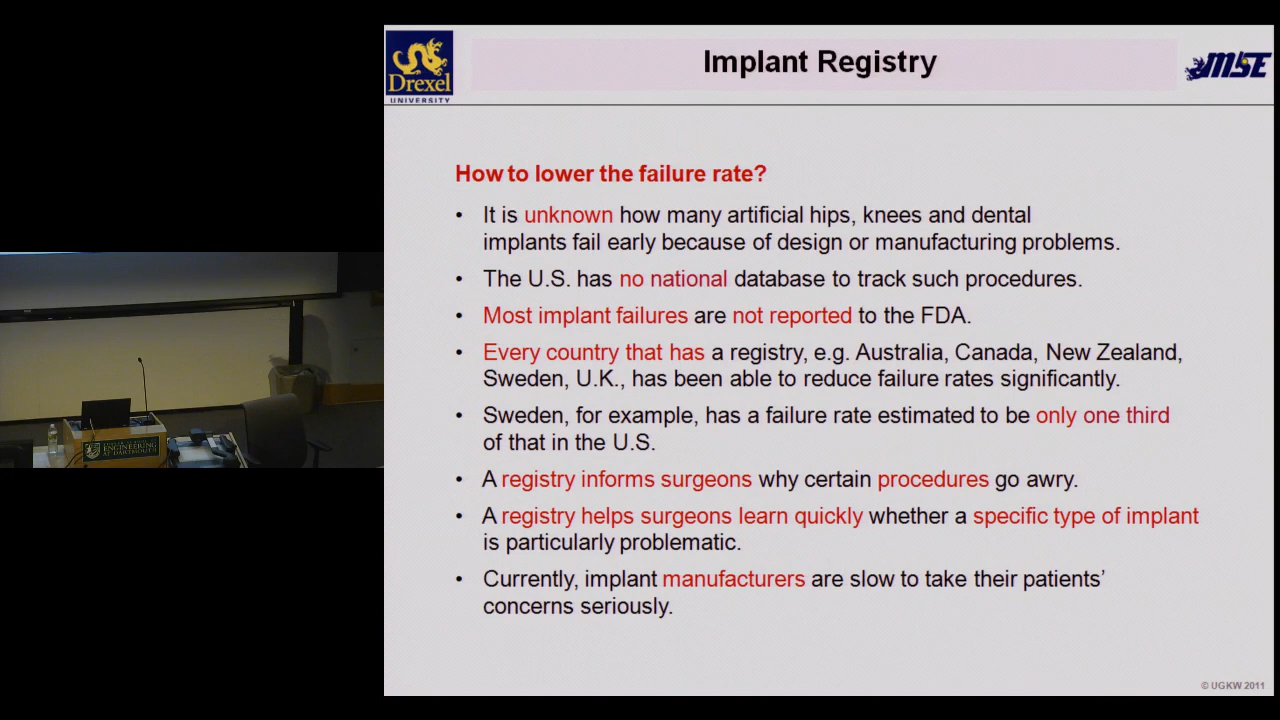 Drexel
UNIVERSITY
Implant Registry
MSE
How to lower the failure rate?
• It is unknown how many artificial hips, knees and dental
implants fail early because of design or manufacturing problems.
• The U.S. has no national database to track such procedures.
• Most implant failures are not reported to the FDA.
• Every country that has a registry, e.g. Australia, Canada, New Zealand,
Sweden, U.K., has been able to reduce failure rates significantly.
• Sweden, for example, has a failure rate estimated to be only one third
of that in the U.S.
• A registry informs surgeons why certain procedures go awry.
• A registry helps surgeons learn quickly whether a specific type of implant
is particularly problematic.
• Currently, implant manufacturers are slow to take their patients’
concerns seriously.
© UGKW 2011
ENGINEERING
AT DARTMOUTH